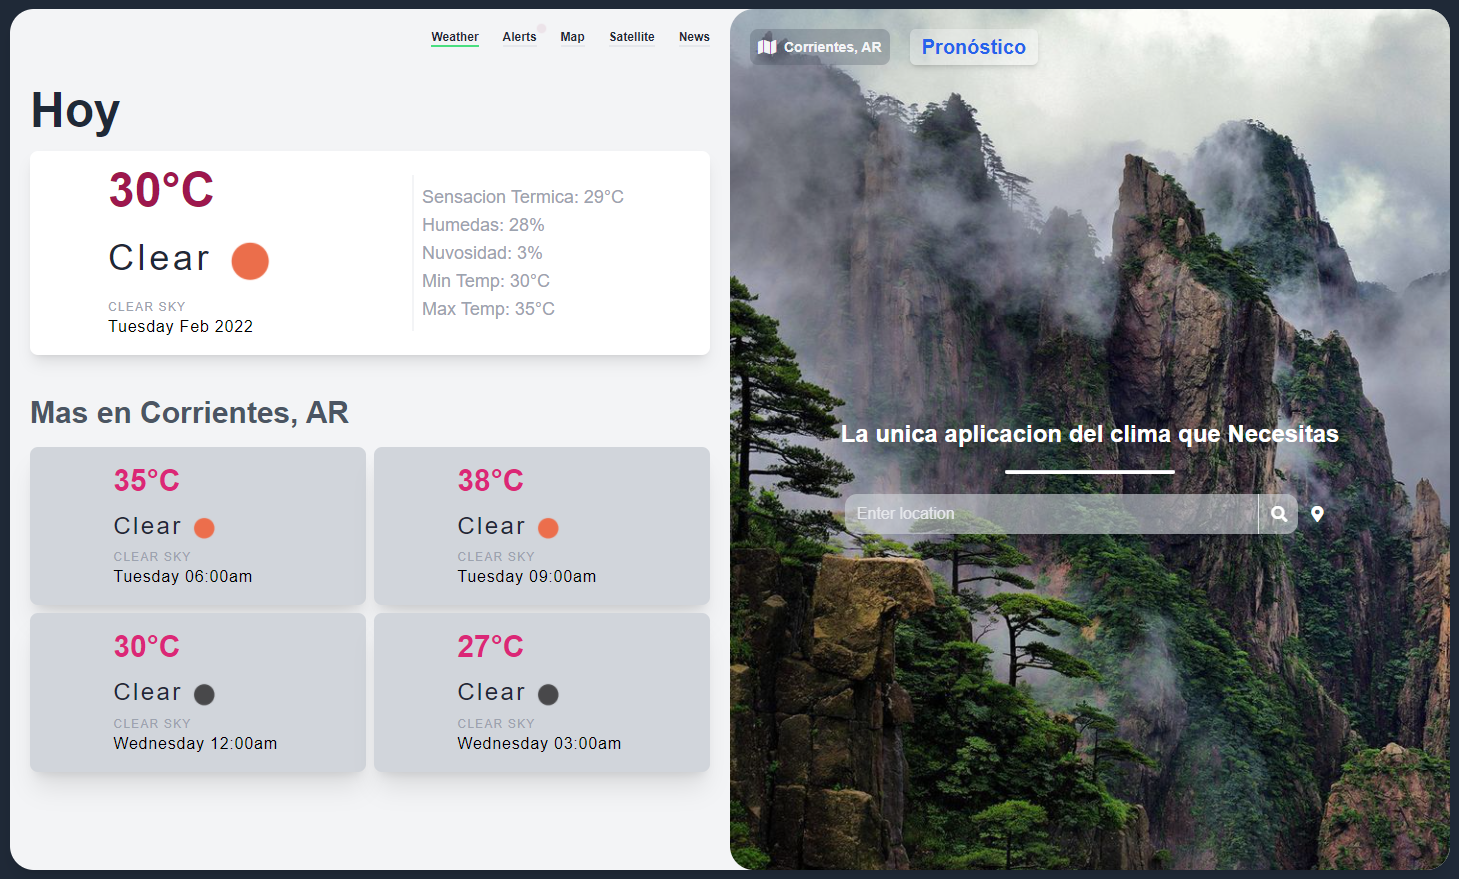 Weather Alerts Map Satellite News
Hoy
30°C
Clear
CLEAR SKY
Tuesday Feb 2022
Sensacion Termica: 29°C
Humedas: 28%
Nuvosidad: 3%
Min Temp: 30°C
Max Temp: 35°C
Mas en Corrientes, AR
35°C
Clear
CLEAR SKY
Tuesday 06:00am
38°C
Clear
CLEAR SKY
Tuesday 09:00am
30°C
Clear
CLEAR SKY
Wednesday 12:00am
27°C
Clear
CLEAR SKY
Wednesday 03:00am
Corrientes, AR
Pronóstico
La unica aplicacion del clima que Necesitas
Enter location